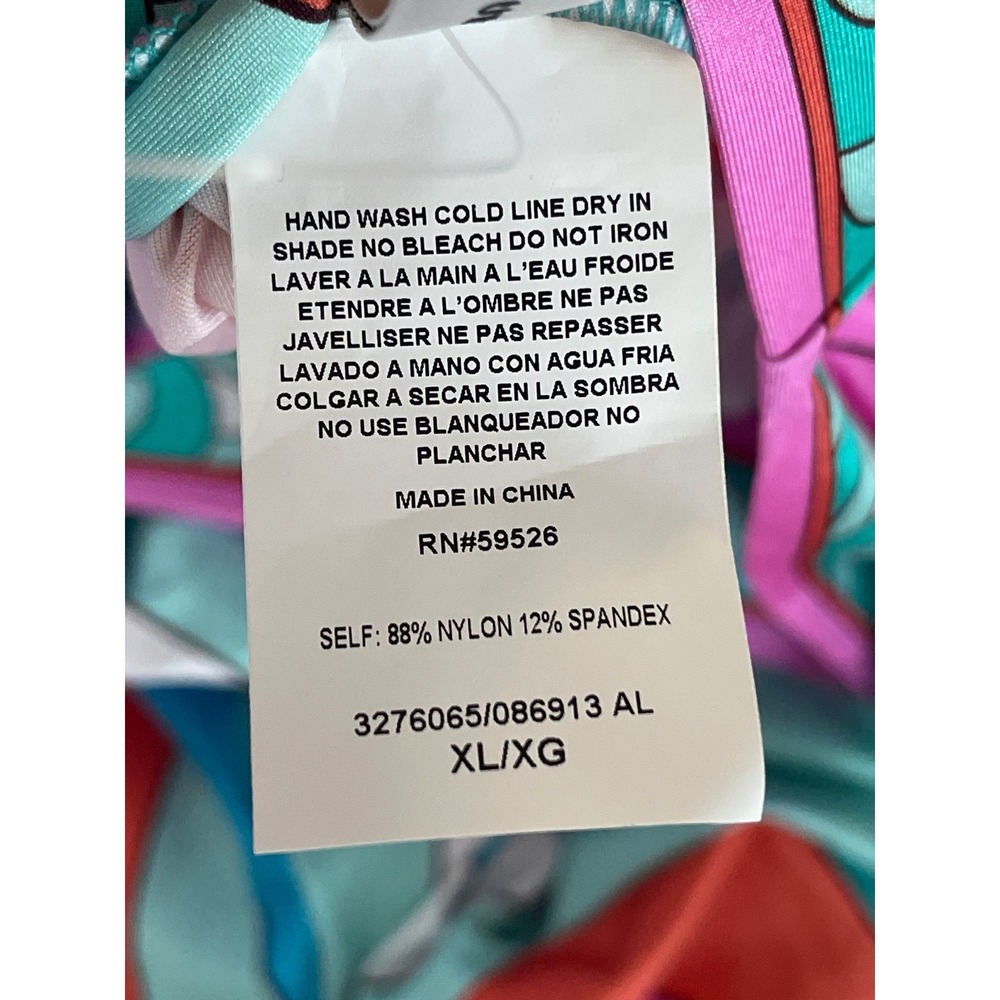 HAND WASH COLD LINE DRY IN
SHADE NO BLEACH DO NOT IRON
LAVER A LA MAIN A L'EAU FROIDE
ETENDRE A L'OMBRE NE PAS
JAVELLISER NE PAS REPASSER
LAVADO A MANO CON AGUA FRIA
COLGAR A SECAR EN LA SOMBRA
NO USE BLANQUEADOR NO
PLANCHAR
MADE IN CHINA
RN#59526
SELF: 88% NYLON 12% SPANDEX
3276065/086913 AL
XL/XG